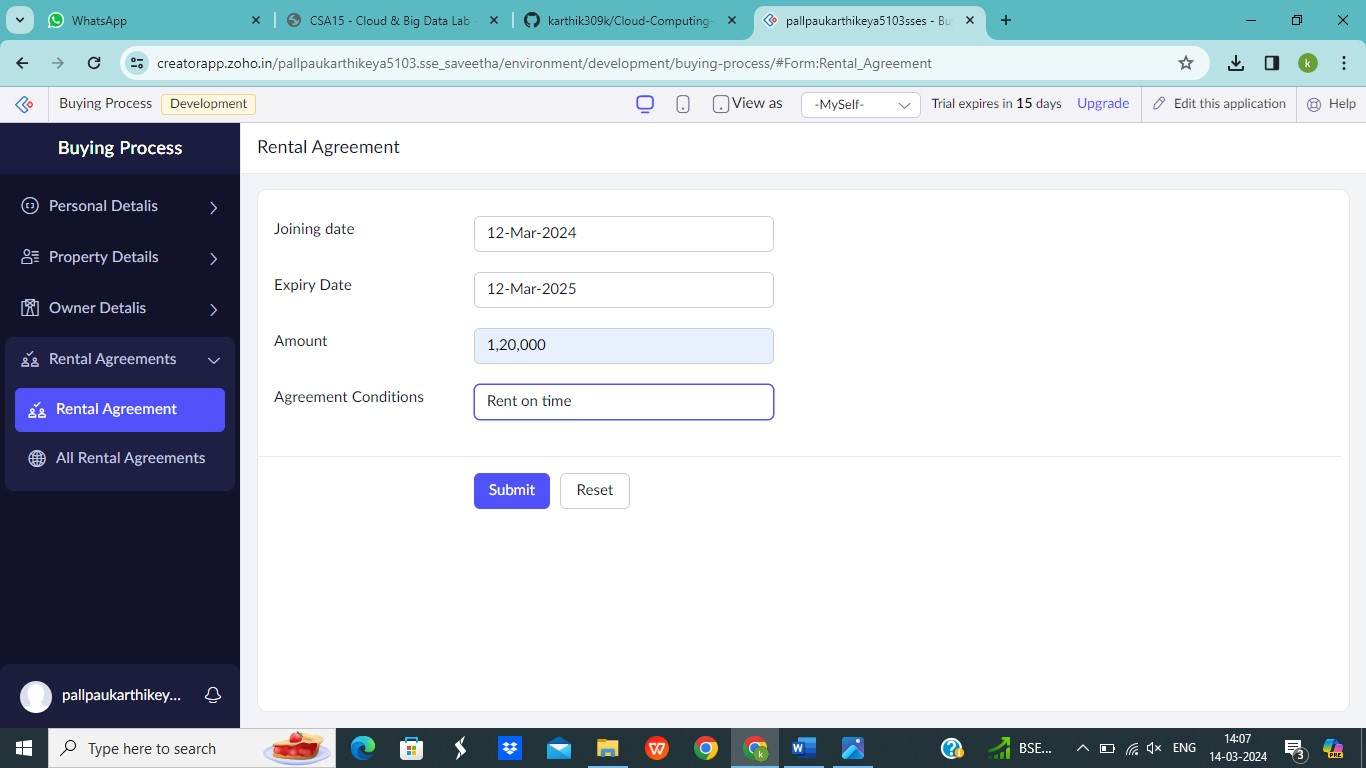 WhatsApp
CSA15 - Cloud & Big Data Lab -
karthik309k/Cloud-Computing-
pallpaukarthikeya5103sses - Bu
creatorapp.zoho.in/pallpaukarthikeya5103.sse_saveetha/environment/development/buying-process/#Form:Rental_Agreement
k
Buying Process Development View as -MySelf- Trial expires in 15 days Upgrade Edit this application Help
Buying Process
Personal Detalis
Property Details
Owner Detalis
Rental Agreements
Rental Agreement
All Rental Agreements
pallpaukarthikey...
Rental Agreement
Joining date 12-Mar-2024
Expiry Date 12-Mar-2025
Amount 1,20,000
Agreement Conditions Rent on time
Submit Reset
Type here to search
BSE...
ENG
14:07
14-03-2024
3
PRE